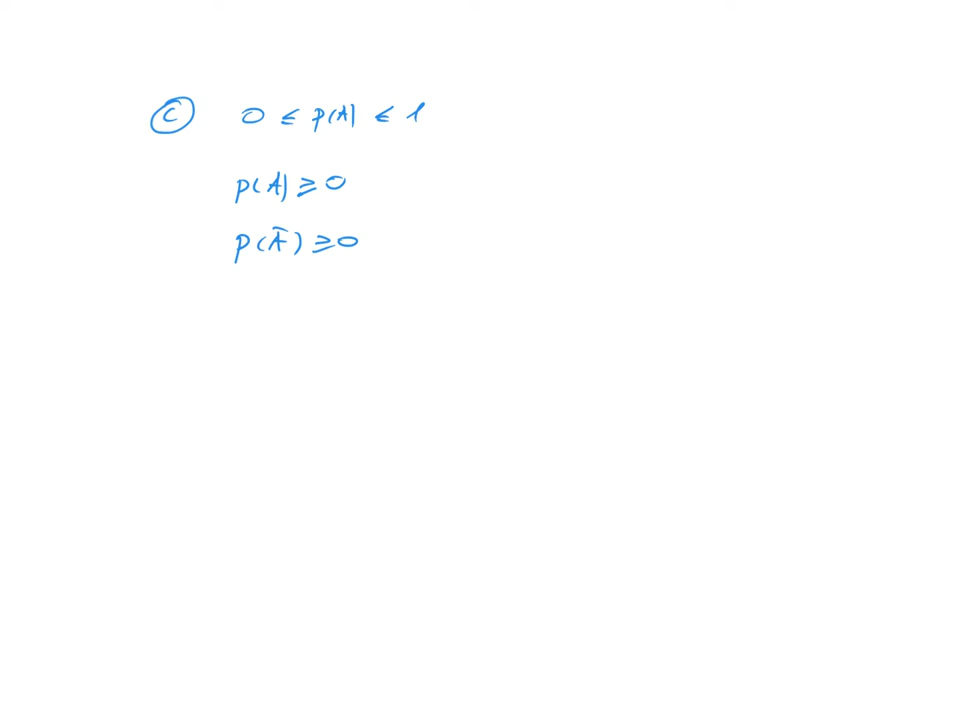 Ⓒ 0 ≤ p(A) ≤ 1
p(A) ≥ 0
p(Ā) ≥ 0